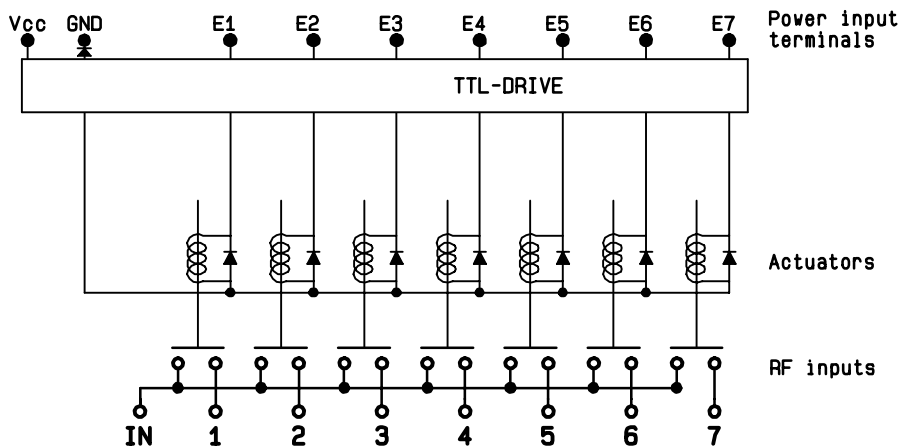 Vcc GND E1 E2 E3 E4 E5 E6 E7 Power input
terminals
TTL-DRIVE
Actuators
RF inputs
IN 1 2 3 4 5 6 7